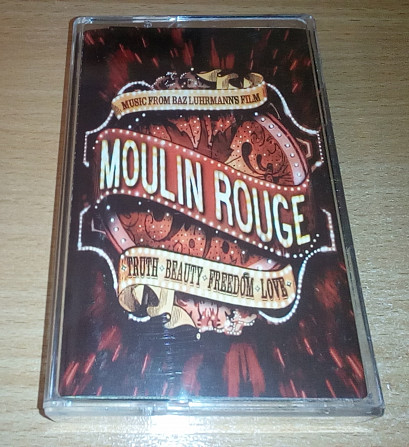 MUSIC FROM BAZ LUHRMANN'S FILM
MOULIN ROUGE
TRUTH · BEAUTY · FREEDOM · LOVE